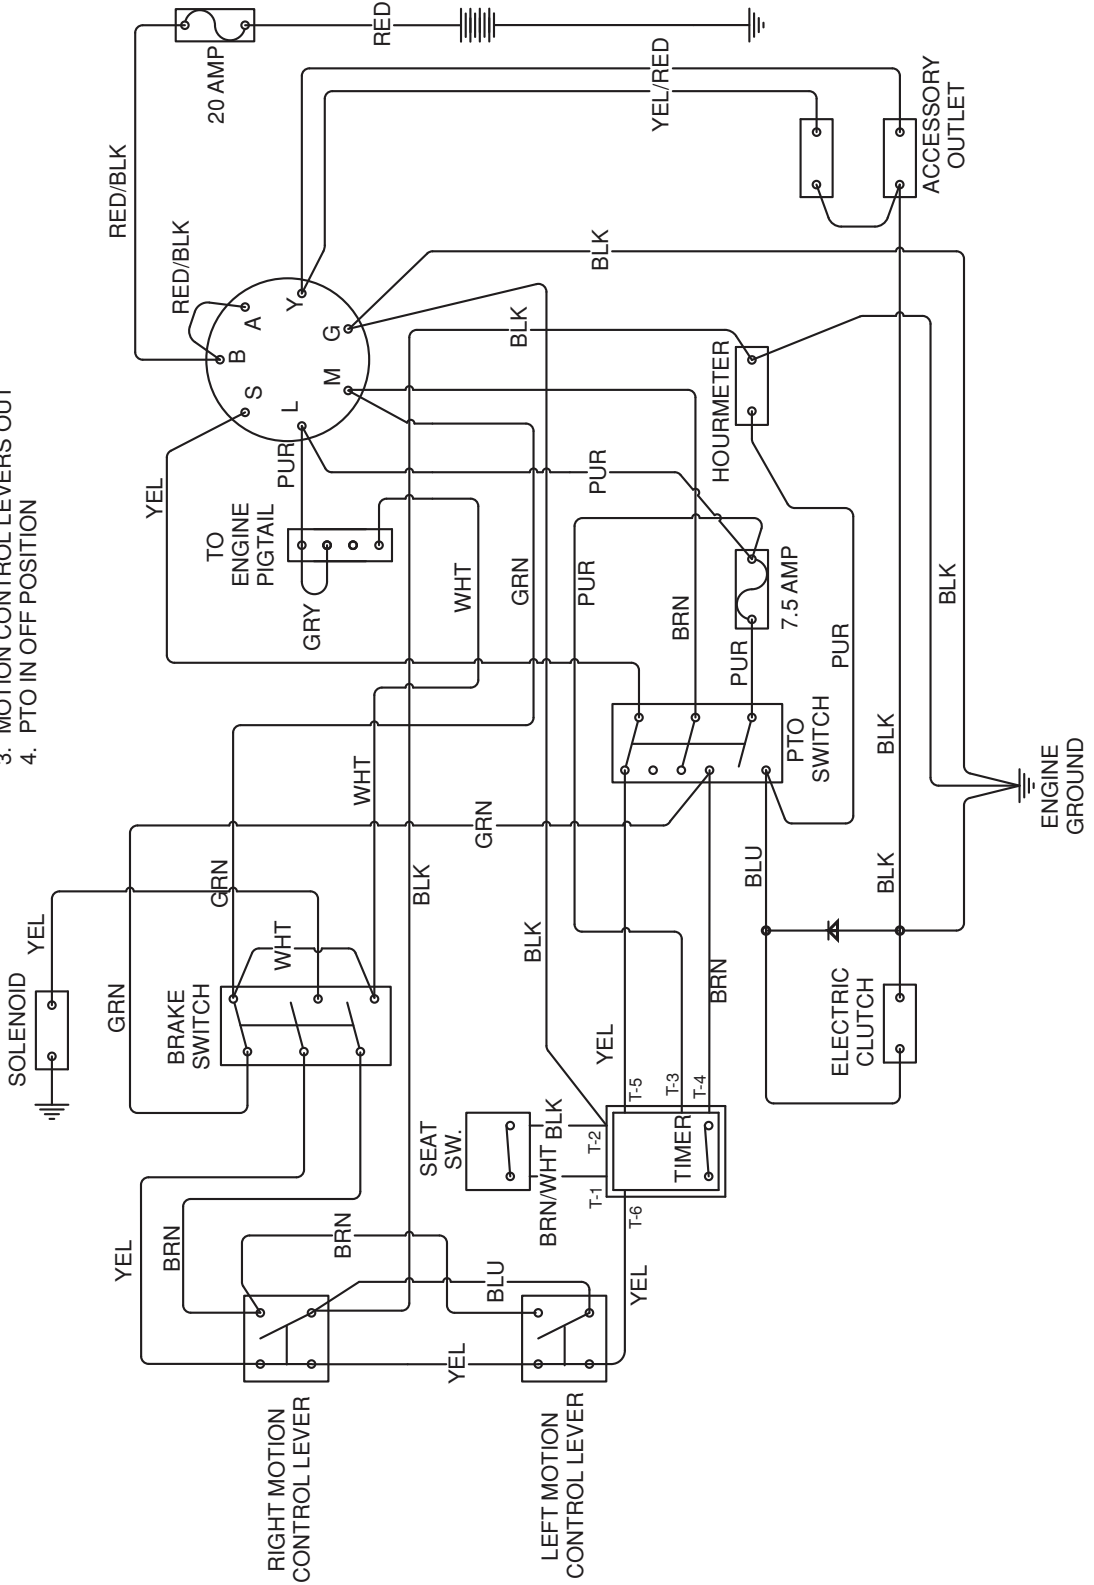 3. MOTION CONTROL LEVERS OUT
4. PTO IN OFF POSITION
RED
20 AMP
RED/BLK
RED/BLK
YEL/RED
ACCESSORY
OUTLET
A
B
S
L
M
G
Y
YEL
PUR
TO
ENGINE
PIGTAIL
GRY
WHT
GRN
BLK
BLK
HOURMETER
PUR
PUR
BRN
7.5 AMP
PUR
PUR
BLK
PTO
SWITCH
BLK
ENGINE
GROUND
WHT
GRN
BLU
BLK
SOLENOID
YEL
GRN
GRN
WHT
BRAKE
SWITCH
BLK
BLK
BRN
YEL
ELECTRIC
CLUTCH
SEAT
SW.
BLK
BRN/WHT
T-5
T-3
T-4
T-2
T-1
T-6
TIMER
YEL
BRN
BRN
BLU
YEL
YEL
RIGHT MOTION
CONTROL LEVER
LEFT MOTION
CONTROL LEVER